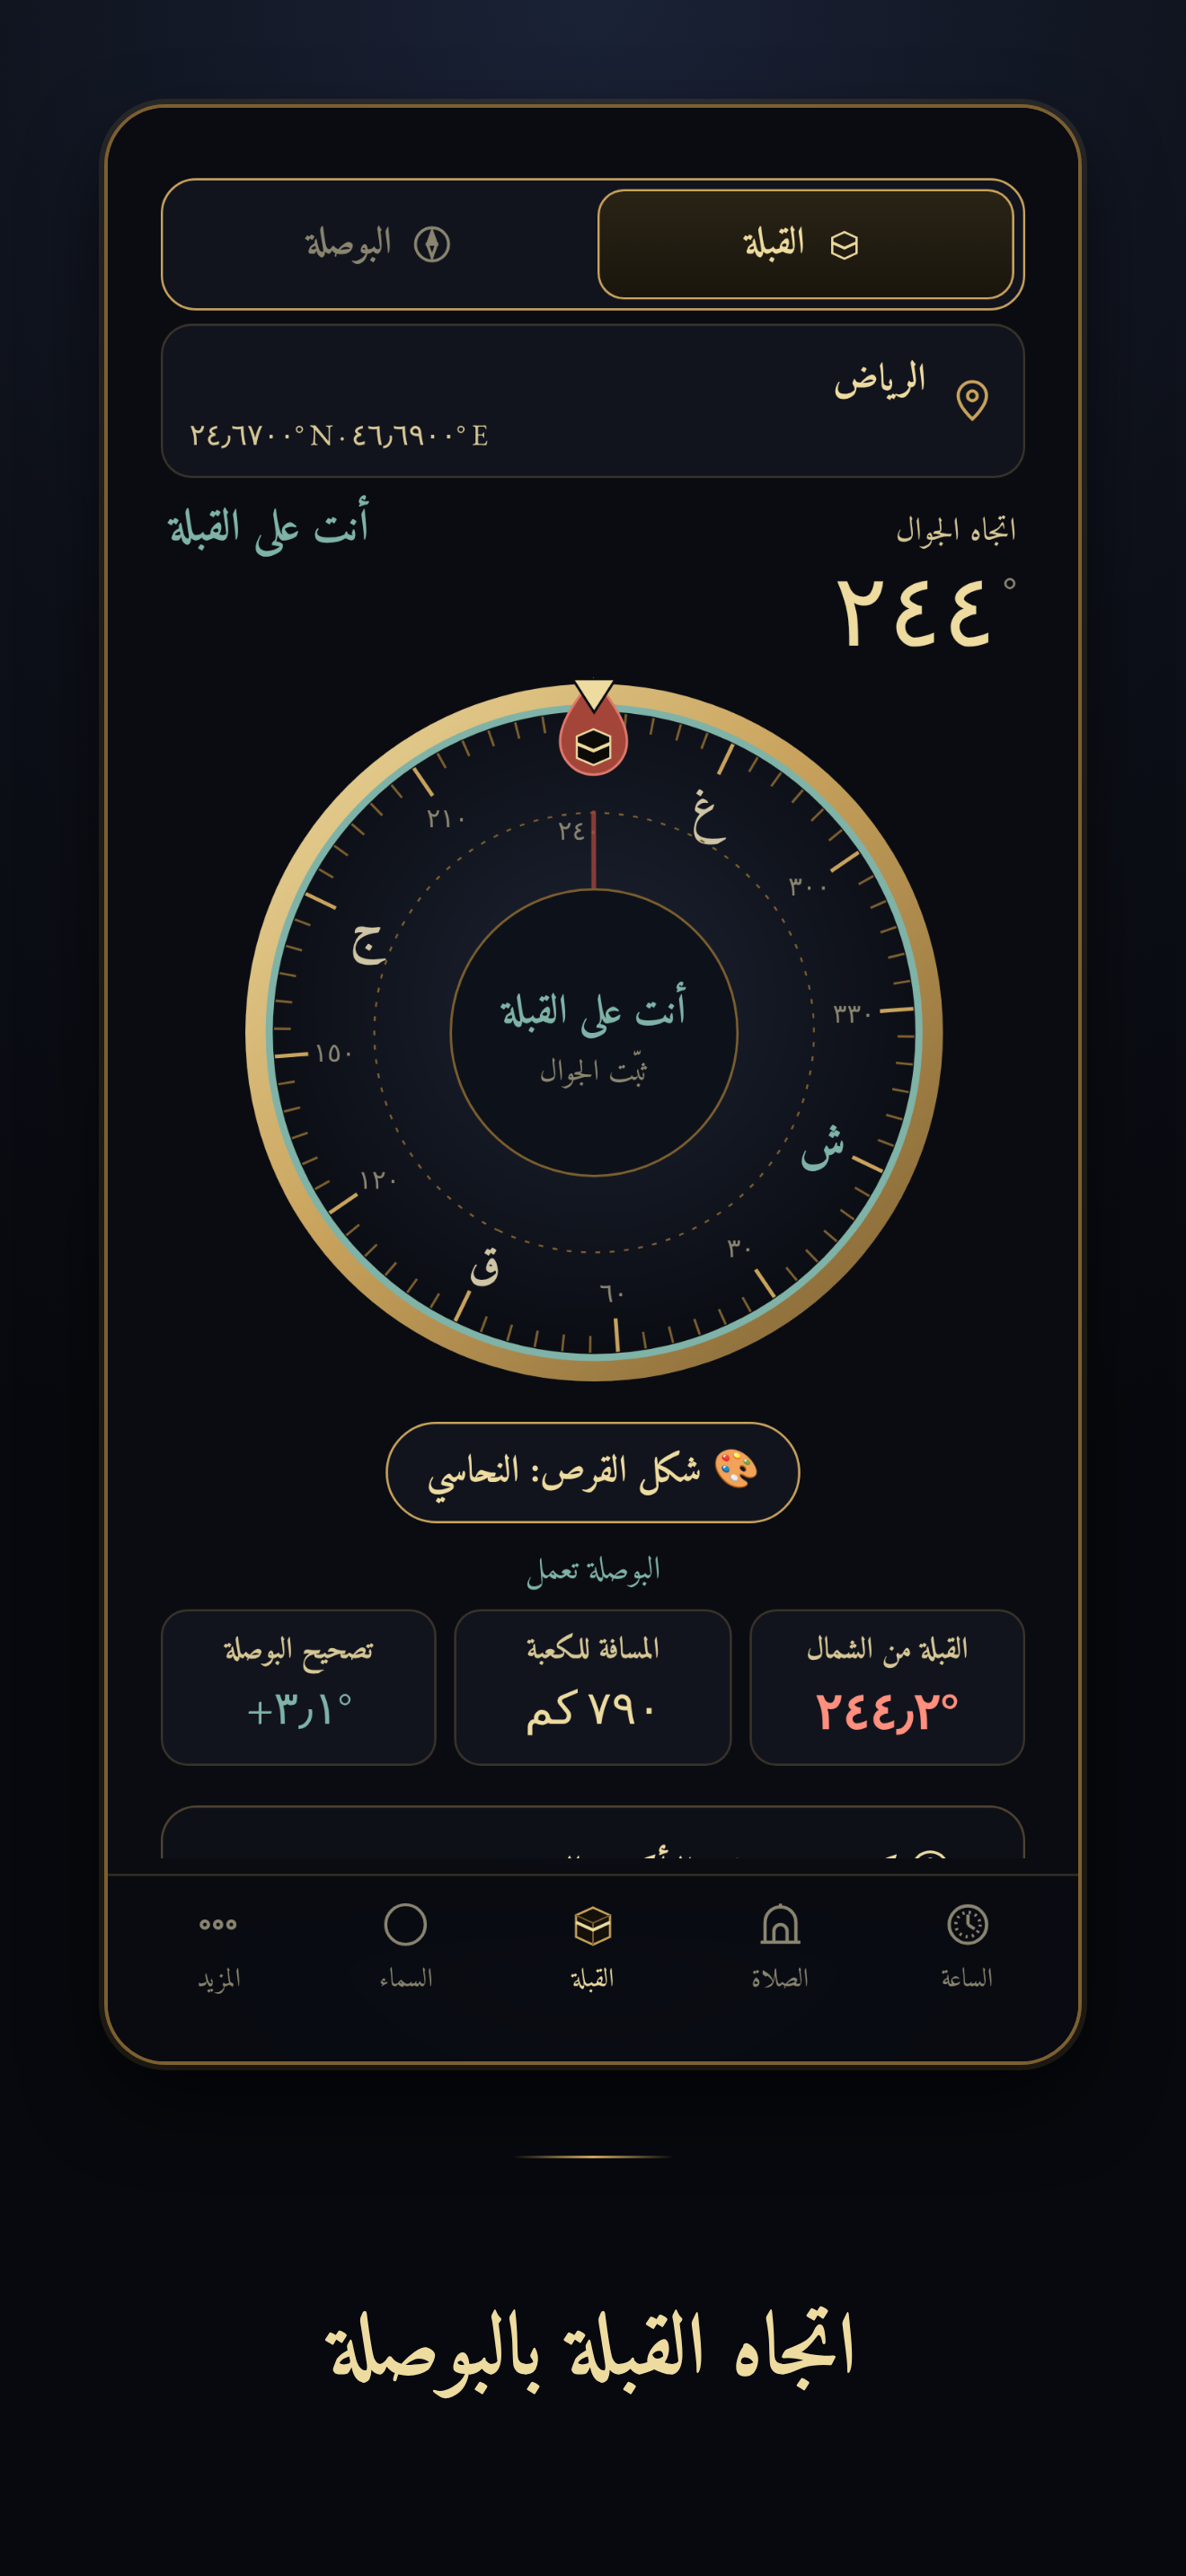 القبلة
البوصلة
الرياض
٢٤٫٦٧٠٠° N · ٤٦٫٦٩٠٠° E
اتجاه الجوال
أنت على القبلة
٢٤٤°
غ
٢١٠
٢٤
٣٠٠
ج
أنت على القبلة
٣٣٠
١٥٠
ثبّت الجوال
ش
١٢٠
ق
٣٠
٦٠
شكل القرص: النحاسي
البوصلة تعمل
القبلة من الشمال
المسافة للكعبة
تصحيح البوصلة
٢٤٤٫٢°
٧٩٠ كم
+٣٫١°
الساعة
الصلاة
القبلة
السماء
المزيد
اتجاه القبلة بالبوصلة